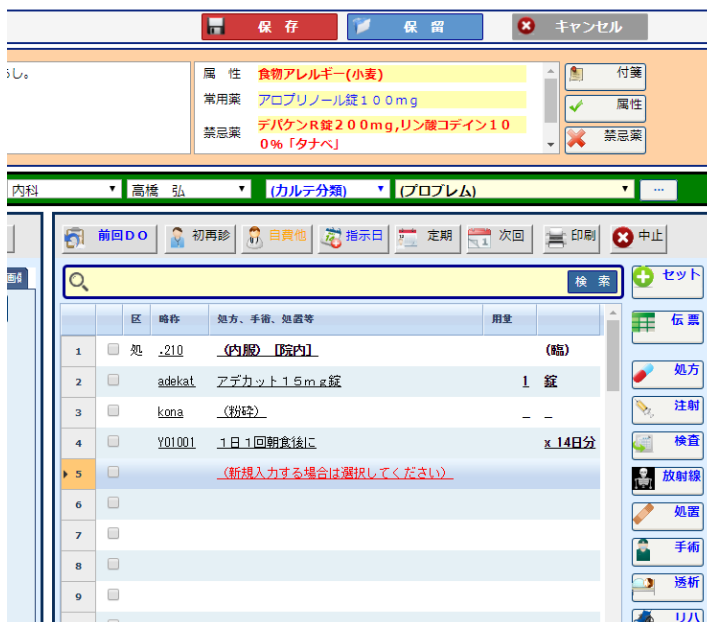 保 存
保 留
キャンセル
うし。
属 性 食物アレルギー(小麦)
付箋
常用薬 アロプリノール錠100mg
属性
禁忌薬 デパケンR錠200mg,リン酸コデイン10
0%「タナベ」
禁忌薬
内科 高橋 弘 (カルテ分類) (プロブレム) ...
前回DO 初再診 自費他 指示日 定期 次回 印刷 中止
検 索
セット
区 略称 処方、手術、処置等 用量
伝票
1 処 .210 (内服) [院内] (臨)
処方
2 adekat アデカット15mg錠 1 錠
注射
3 kona (粉砕) _ _
検査
4 Y01001 1日1回朝食後に x 14日分
放射線
5 (新規入力する場合は選択してください)
処置
6
手術
7
8
透析
9
リハ